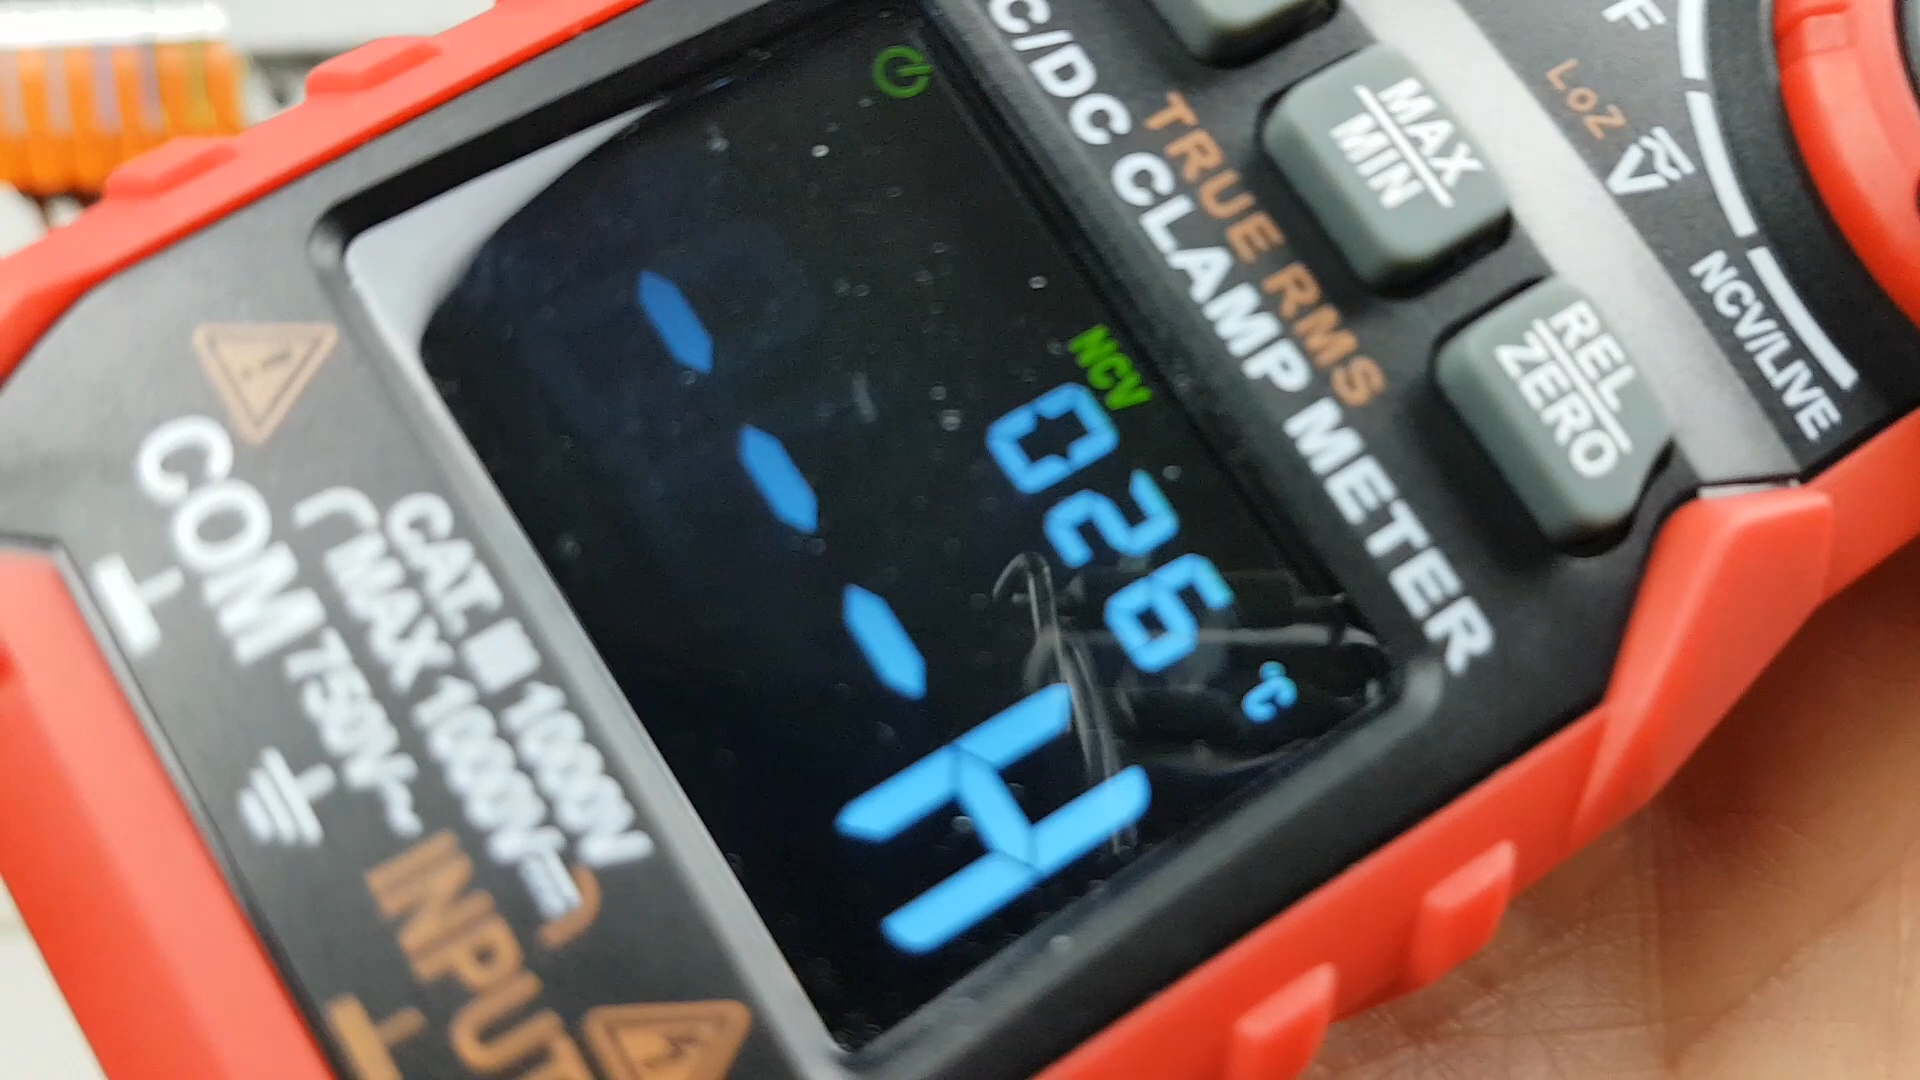 C/DC CLAMP METER
TRUE RMS
MAX
MIN
REL
ZERO
F
LoZ
V
NCV/LIVE
NCV
026 °C
---H
CAT. III 1000V
MAX 1000V
750V~
COM
INPUT